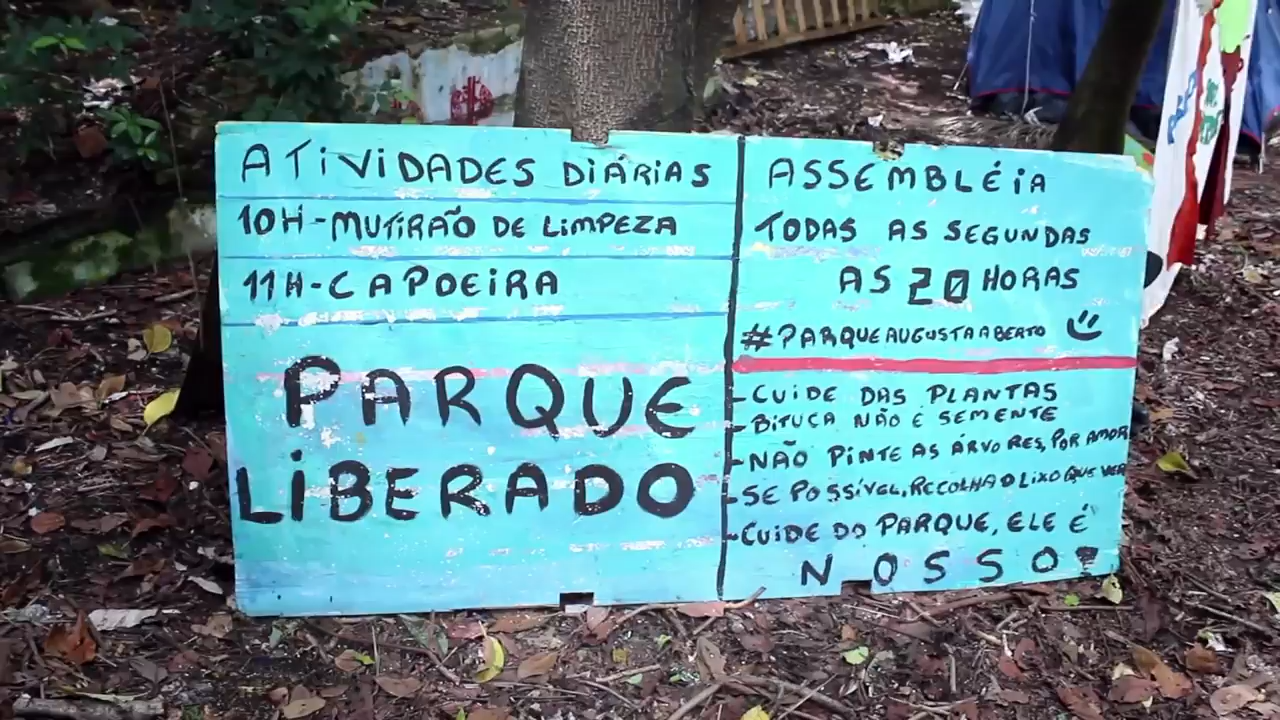 ATIVIDADES DIÁRIAS
10H-MUTIRÃO DE LIMPEZA
11H-CAPOEIRA
PARQUE
LIBERADO
ASSEMBLÉIA
TODAS AS SEGUNDAS
AS 20 HORAS
#PARQUEAUGUSTAABERTO
-CUIDE DAS PLANTAS
-BITUCA NÃO É SEMENTE
-NÃO PINTE AS ÁRVORES, POR AMOR
-SE POSSÍVEL, RECOLHA O LIXO QUE VER
-CUIDE DO PARQUE, ELE É
NOSSO!